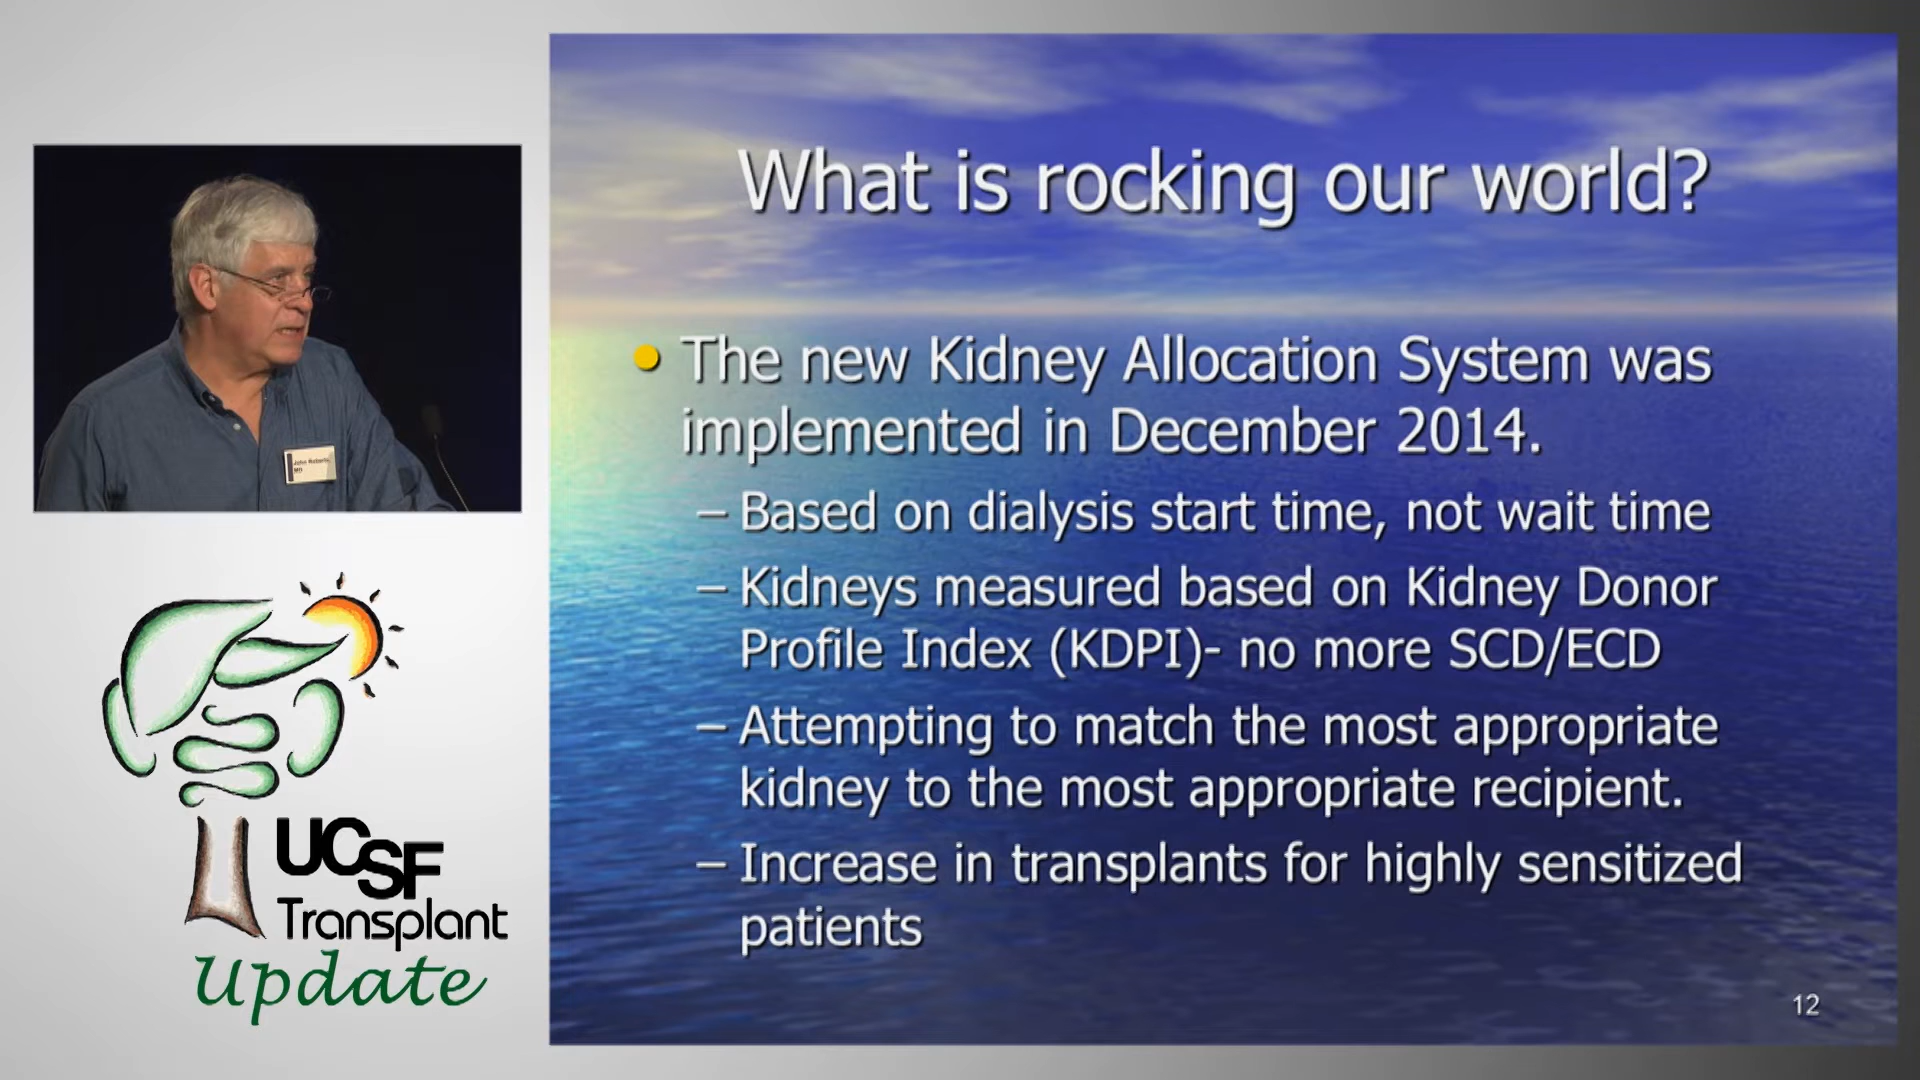 What is rocking our world?
• The new Kidney Allocation System was
implemented in December 2014.
– Based on dialysis start time, not wait time
– Kidneys measured based on Kidney Donor
Profile Index (KDPI)- no more SCD/ECD
– Attempting to match the most appropriate
kidney to the most appropriate recipient.
– Increase in transplants for highly sensitized
patients
12
John Roberts,
MD
UCSF
Transplant
Update